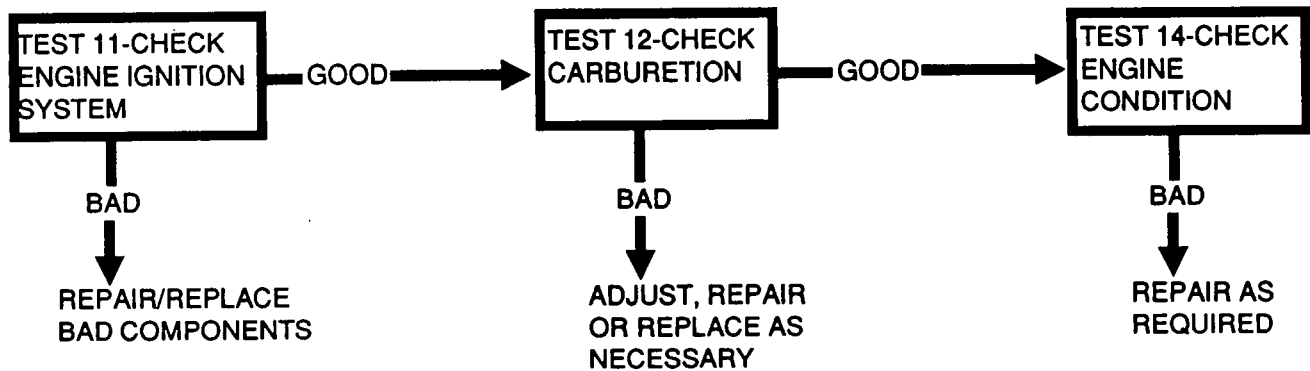 TEST 11-CHECK
ENGINE IGNITION
SYSTEM
GOOD
TEST 12-CHECK
CARBURETION
GOOD
TEST 14-CHECK
ENGINE
CONDITION
BAD
BAD
BAD
REPAIR/REPLACE
BAD COMPONENTS
ADJUST, REPAIR
OR REPLACE AS
NECESSARY
REPAIR AS
REQUIRED